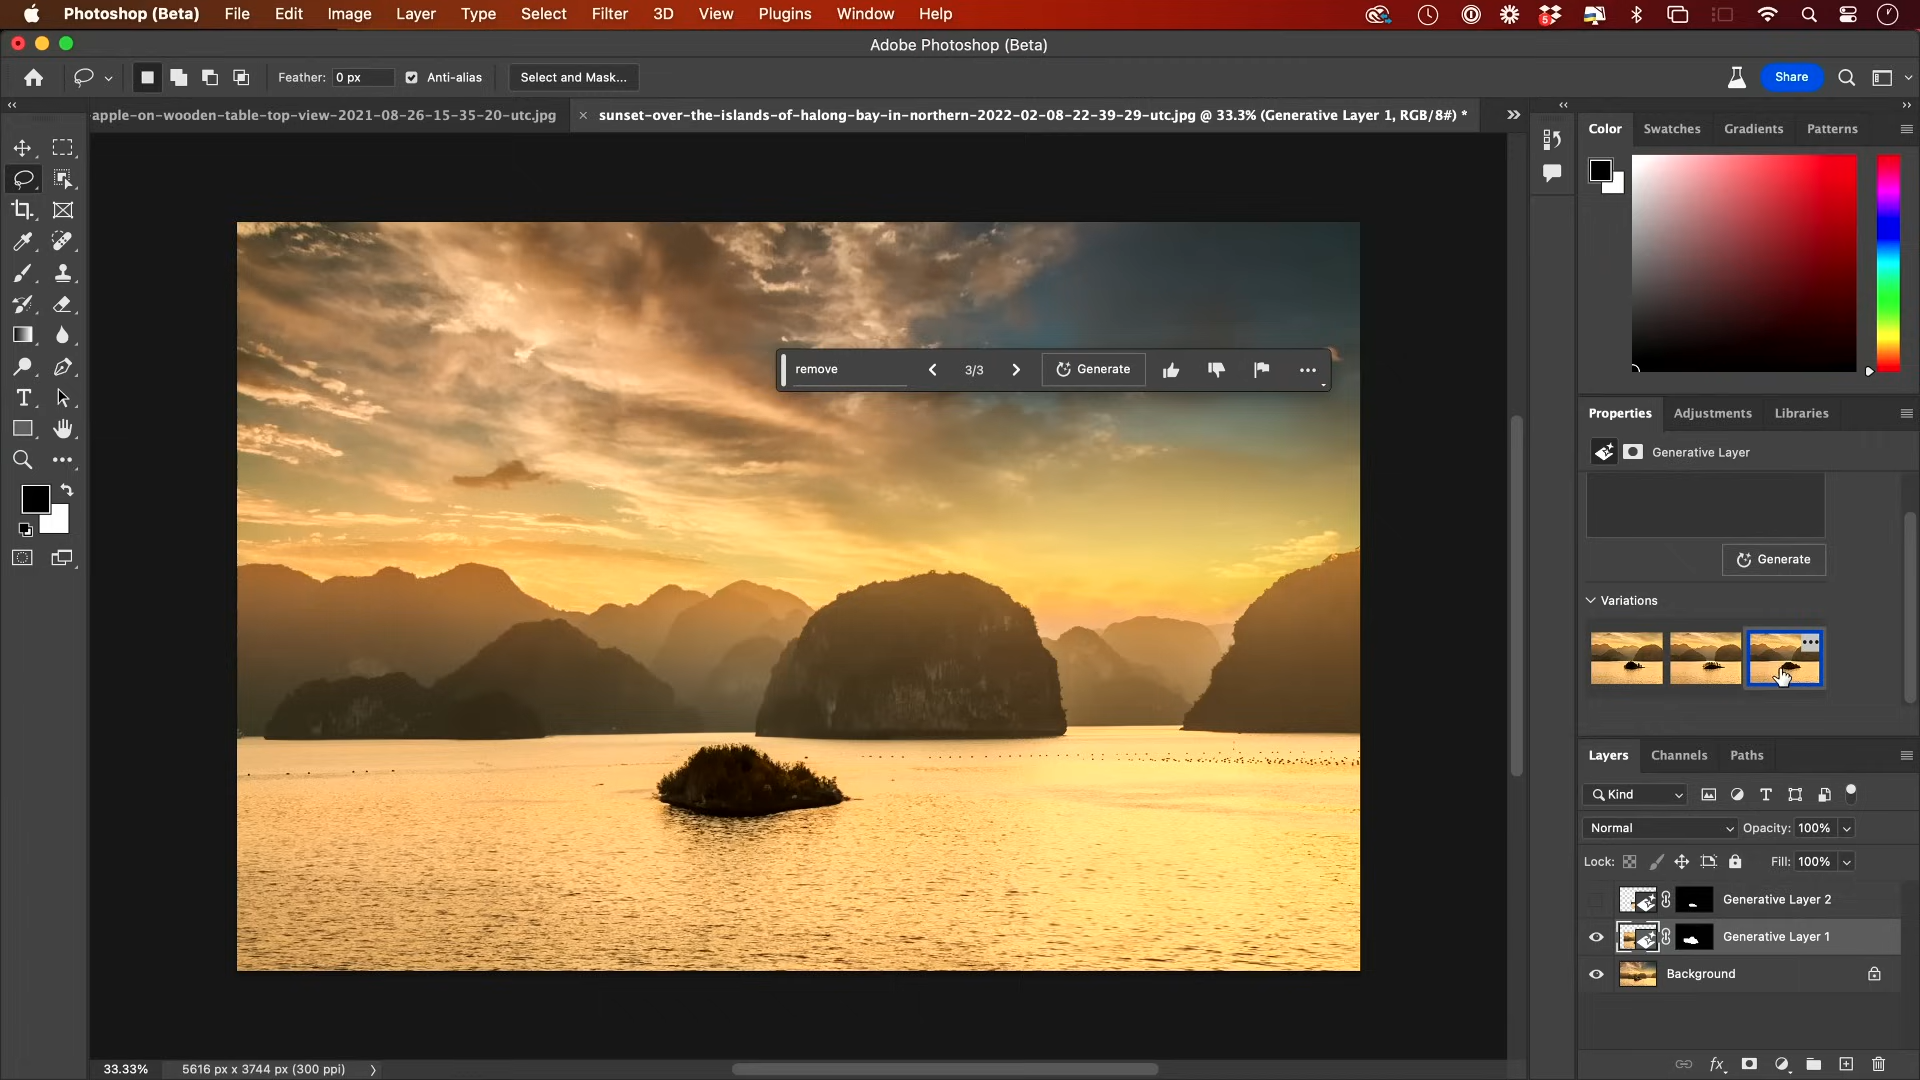 Photoshop (Beta) File Edit Image Layer Type Select Filter 3D View Plugins Window Help
5
Adobe Photoshop (Beta)
Feather: 0 px Anti-alias Select and Mask... Share
apple-on-wooden-table-top-view-2021-08-26-15-35-20-utc.jpg
sunset-over-the-islands-of-halong-bay-in-northern-2022-02-08-22-39-29-utc.jpg @ 33.3% (Generative Layer 1, RGB/8#) *
Color Swatches Gradients Patterns
remove 3/3 Generate
Properties Adjustments Libraries
Generative Layer
Generate
Variations
Layers Channels Paths
Kind
Normal Opacity: 100%
Lock: Fill: 100%
Generative Layer 2
Generative Layer 1
Background
33.33% 5616 px x 3744 px (300 ppi)
fx